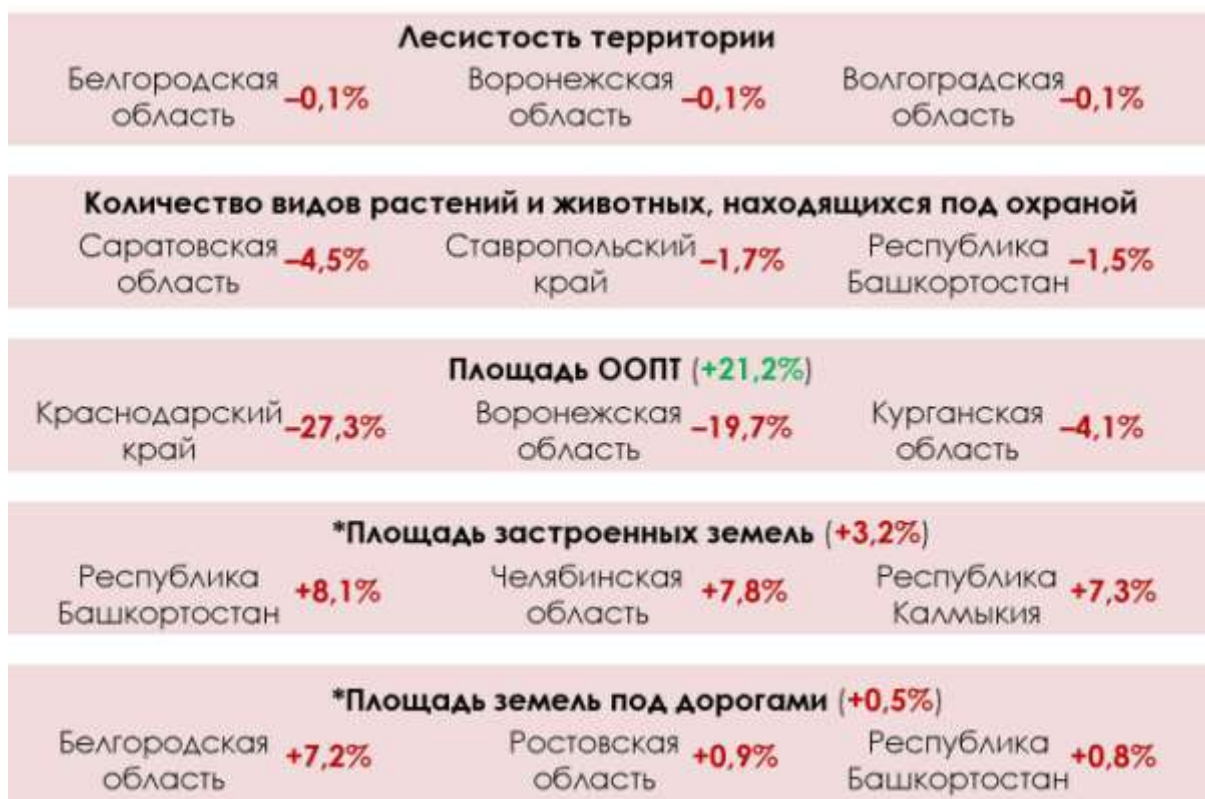 Лесистость территории
Белгородская область –0,1%
Воронежская область –0,1%
Волгоградская область –0,1%
Количество видов растений и животных, находящихся под охраной
Саратовская область –4,5%
Ставропольский край –1,7%
Республика Башкортостан –1,5%
Площадь ООПТ (+21,2%)
Краснодарский край –27,3%
Воронежская область –19,7%
Курганская область –4,1%
*Площадь застроенных земель (+3,2%)
Республика Башкортостан +8,1%
Челябинская область +7,8%
Республика Калмыкия +7,3%
*Площадь земель под дорогами (+0,5%)
Белгородская область +7,2%
Ростовская область +0,9%
Республика Башкортостан +0,8%